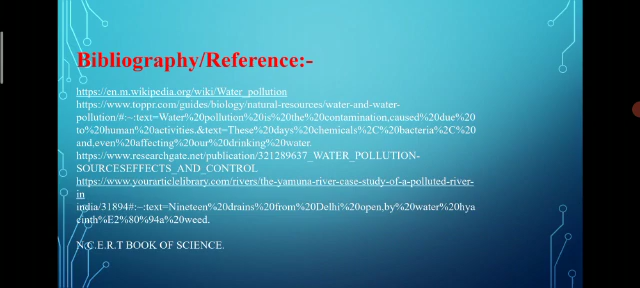 Bibliography/Reference:-
https://en.m.wikipedia.org/wiki/Water_pollution
https://www.toppr.com/guides/biology/natural-resources/water-and-water-
pollution/#:~:text=Water%20pollution%20is%20the%20contamination,caused%20due%20
to%20human%20activities.&text=These%20days%20chemicals%2C%20bacteria%2C%20
and,even%20affecting%20our%20drinking%20water.
https://www.researchgate.net/publication/321289637_WATER_POLLUTION-
SOURCESEFFECTS_AND_CONTROL
https://www.yourarticlelibrary.com/rivers/the-yamuna-river-case-study-of-a-polluted-river-
in
india/31894#:~:text=Nineteen%20drains%20from%20Delhi%20open,by%20water%20hya
cinth%E2%80%94a%20weed.
N.C.E.R.T BOOK OF SCIENCE.